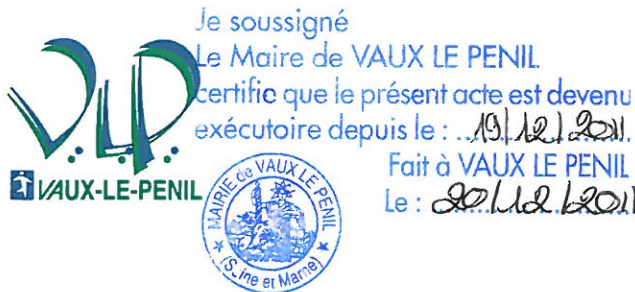 Je soussigné
Le Maire de VAUX LE PENIL
certifie que le présent acte est devenu
exécutoire depuis le : ...19/12/2011
Fait à VAUX LE PENIL
Le : 20/12/2011
V.L.P.
VAUX-LE-PENIL
MAIRIE de VAUX LE PENIL
(Seine et Marne)